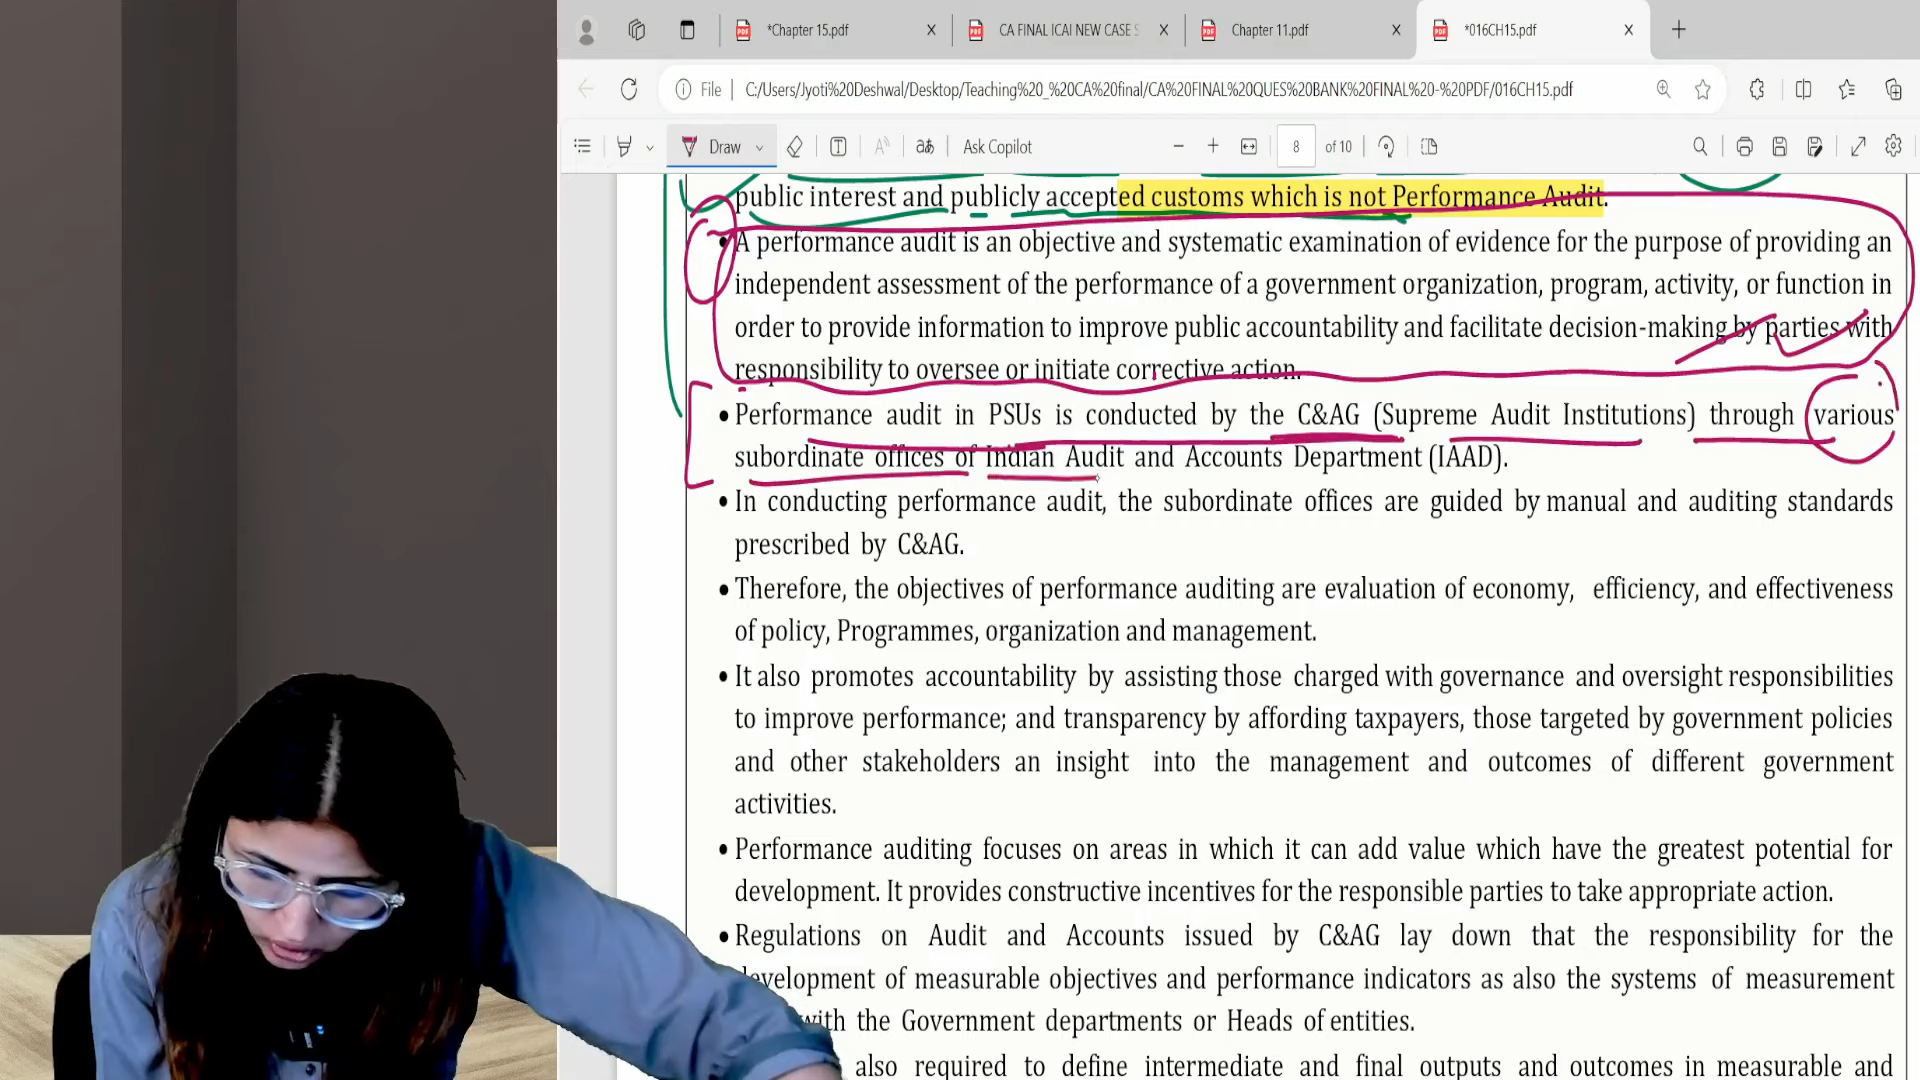 *Chapter 15.pdf
CA FINAL ICAI NEW CASE S
Chapter 11.pdf
*016CH15.pdf
File
C:/Users/Jyoti%20Deshwal/Desktop/Teaching%20_%20CA%20final/CA%20FINAL%20QUES%20BANK%20FINAL%20-%20PDF/016CH15.pdf
Draw
Ask Copilot
8 of 10
public interest and publicly accepted customs which is not Performance Audit.
• A performance audit is an objective and systematic examination of evidence for the purpose of providing an
independent assessment of the performance of a government organization, program, activity, or function in
order to provide information to improve public accountability and facilitate decision-making by parties with
responsibility to oversee or initiate corrective action.
• Performance audit in PSUs is conducted by the C&AG (Supreme Audit Institutions) through various
subordinate offices of Indian Audit and Accounts Department (IAAD).
• In conducting performance audit, the subordinate offices are guided by manual and auditing standards
prescribed by C&AG.
• Therefore, the objectives of performance auditing are evaluation of economy, efficiency, and effectiveness
of policy, Programmes, organization and management.
• It also promotes accountability by assisting those charged with governance and oversight responsibilities
to improve performance; and transparency by affording taxpayers, those targeted by government policies
and other stakeholders an insight into the management and outcomes of different government
activities.
• Performance auditing focuses on areas in which it can add value which have the greatest potential for
development. It provides constructive incentives for the responsible parties to take appropriate action.
• Regulations on Audit and Accounts issued by C&AG lay down that the responsibility for the
development of measurable objectives and performance indicators as also the systems of measurement
with the Government departments or Heads of entities.
also required to define intermediate and final outputs and outcomes in measurable and